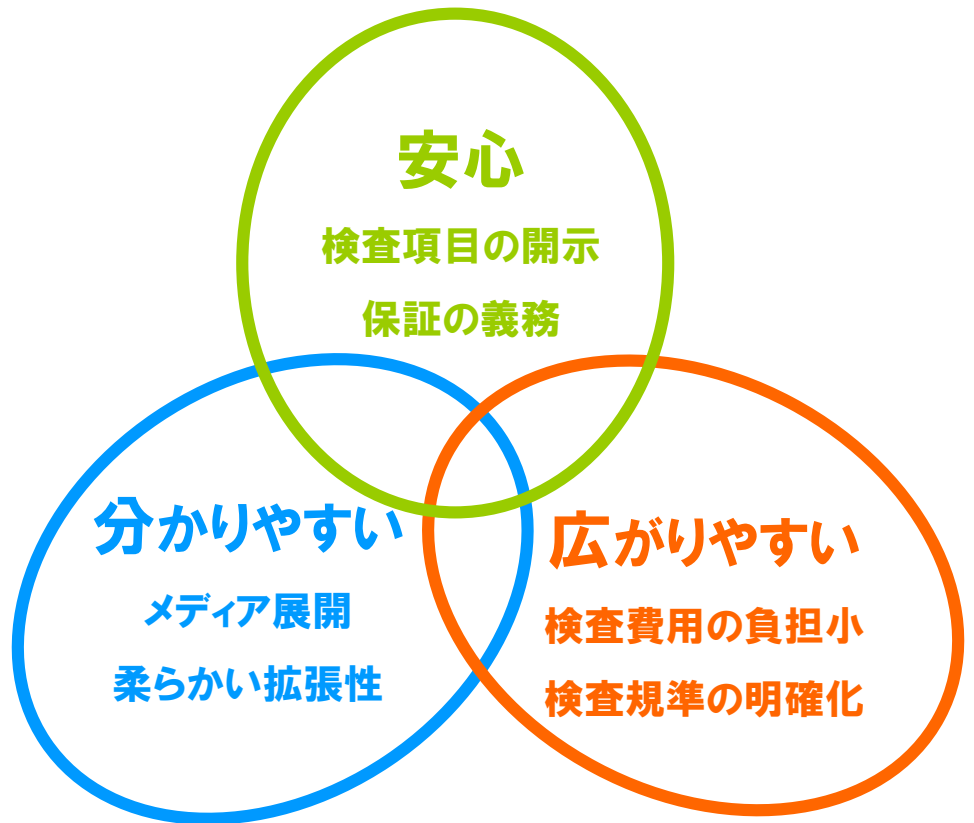 安心
検査項目の開示
保証の義務
分かりやすい
メディア展開
柔らかい拡張性
広がりやすい
検査費用の負担小
検査規準の明確化